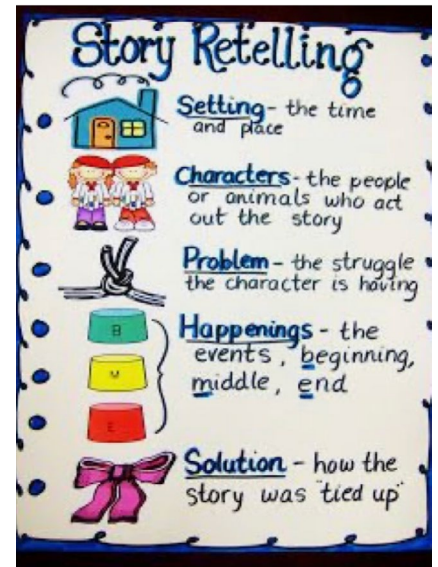 Story Retelling
Setting - the time
and place
Characters - the people
or animals who act
out the story
Problem - the struggle
the character is having
B
Happenings - the
events, beginning,
M
middle, end
E
Solution - how the
story was "tied up"